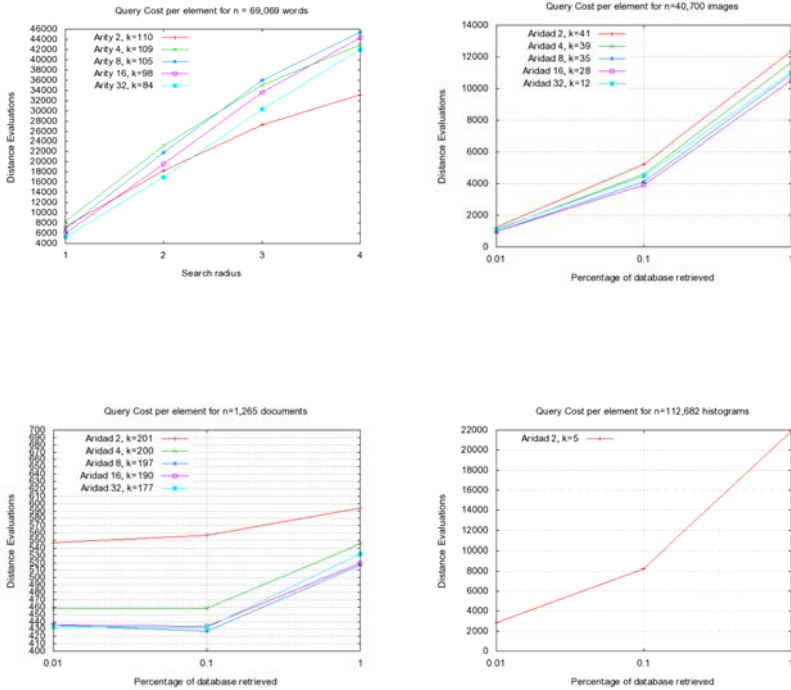 Query Cost per element for n = 69,069 words
Distance Evaluations
46000
44000
42000
40000
38000
36000
34000
32000
30000
28000
26000
24000
22000
20000
18000
16000
14000
12000
10000
8000
6000
4000
Arity 2, k=110
Arity 4, k=109
Arity 8, k=105
Arity 16, k=98
Arity 32, k=84
1 2 3 4
Search radius
Query Cost per element for n=40,700 images
Distance Evaluations
14000
12000
10000
8000
6000
4000
2000
0
Aridad 2, k=41
Aridad 4, k=39
Aridad 8, k=35
Aridad 16, k=28
Aridad 32, k=12
0.01 0.1 1
Percentage of database retrieved
Query Cost per element for n=1,265 documents
Distance Evaluations
700
690
680
670
660
650
640
630
620
610
600
590
580
570
560
550
540
530
520
510
500
490
480
470
460
450
440
430
420
410
400
Aridad 2, k=201
Aridad 4, k=200
Aridad 8, k=197
Aridad 16, k=190
Aridad 32, k=177
0.01 0.1 1
Percentage of database retrieved
Query Cost per element for n=112,682 histograms
Distance Evaluations
22000
20000
18000
16000
14000
12000
10000
8000
6000
4000
2000
0
Aridad 2, k=5
0.01 0.1 1
Percentage of database retrieved